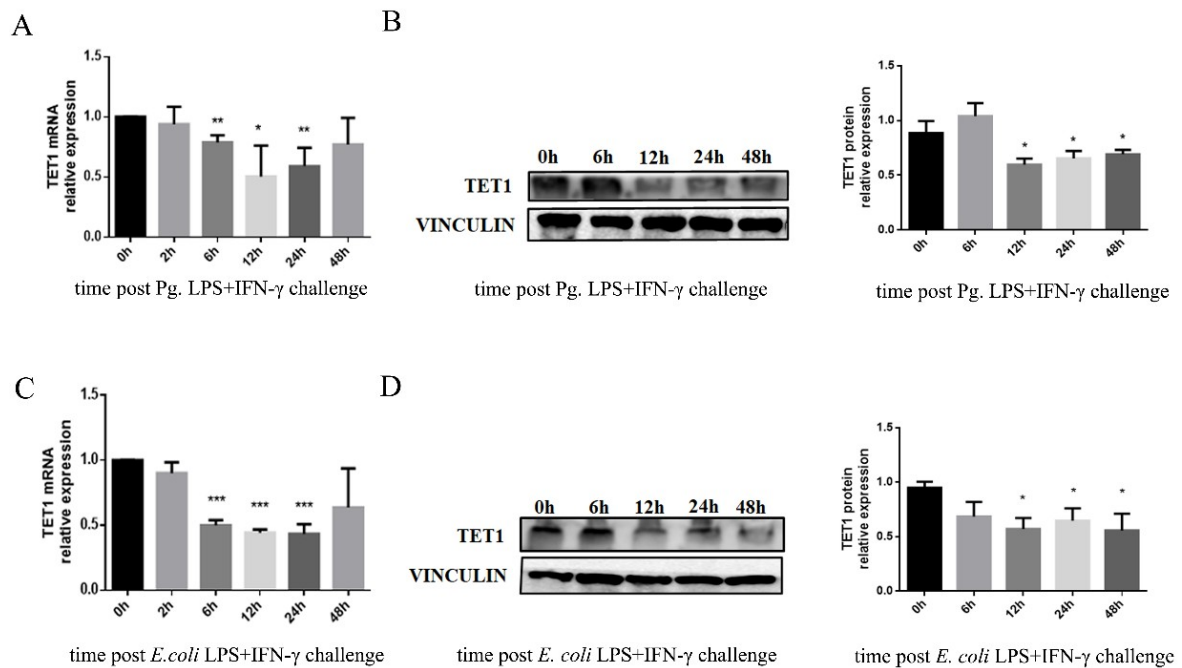 A
TET1 mRNA
relative expression
1.5
1.0
0.5
0.0
**
*
**
0h 2h 6h 12h 24h 48h
time post Pg. LPS+IFN-γ challenge
B
0h 6h 12h 24h 48h
TET1
VINCULIN
time post Pg. LPS+IFN-γ challenge
TET1 protein
relative expression
1.5
1.0
0.5
0.0
* * *
0h 6h 12h 24h 48h
time post Pg. LPS+IFN-γ challenge
C
TET1 mRNA
relative expression
1.5
1.0
0.5
0.0
*** *** ***
0h 2h 6h 12h 24h 48h
time post E.coli LPS+IFN-γ challenge
D
0h 6h 12h 24h 48h
TET1
VINCULIN
time post E. coli LPS+IFN-γ challenge
TET1 protein
relative expression
1.5
1.0
0.5
0.0
* * *
0h 6h 12h 24h 48h
time post E. coli LPS+IFN-γ challenge